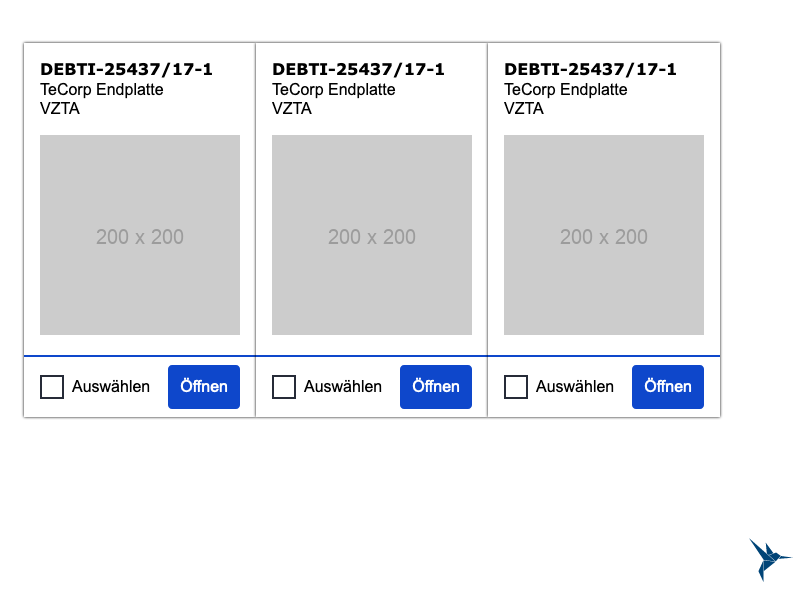 DEBTI-25437/17-1
TeCorp Endplatte
VZTA
200 x 200
Auswählen Öffnen
DEBTI-25437/17-1
TeCorp Endplatte
VZTA
200 x 200
Auswählen Öffnen
DEBTI-25437/17-1
TeCorp Endplatte
VZTA
200 x 200
Auswählen Öffnen